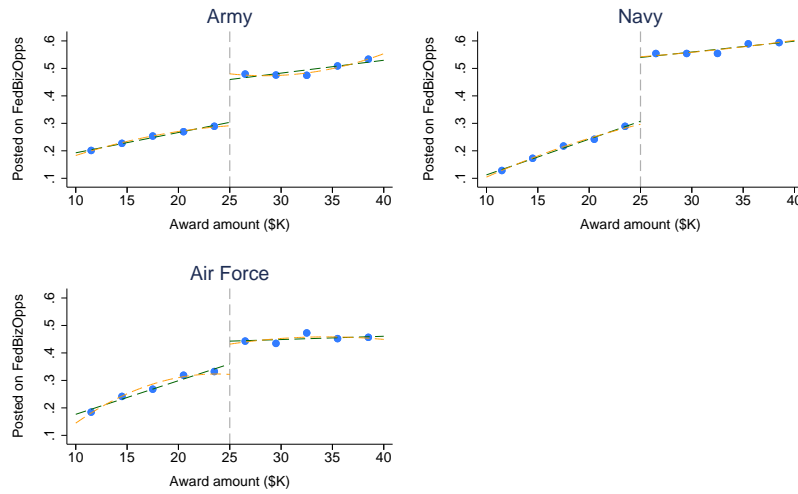 Army
Posted on FedBizOpps
.1 .2 .3 .4 .5 .6
10 15 20 25 30 35 40
Award amount ($K)
Navy
Posted on FedBizOpps
.1 .2 .3 .4 .5 .6
10 15 20 25 30 35 40
Award amount ($K)
Air Force
Posted on FedBizOpps
.1 .2 .3 .4 .5 .6
10 15 20 25 30 35 40
Award amount ($K)